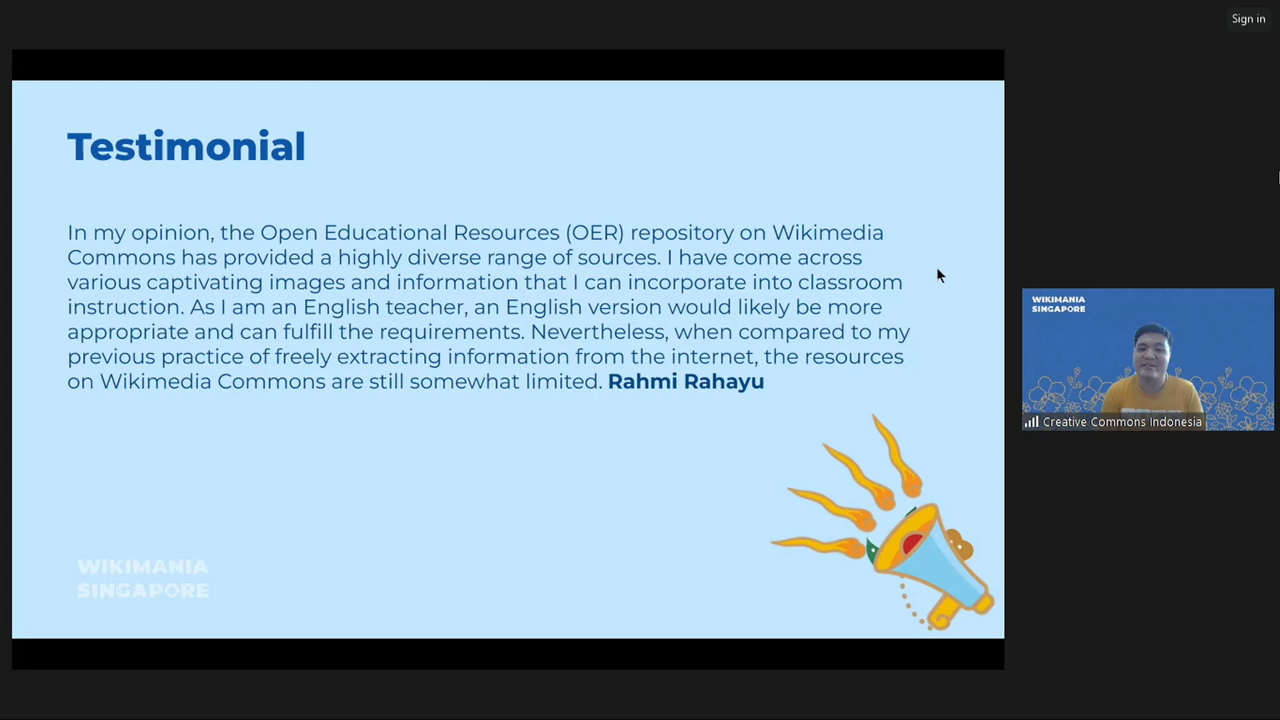 Sign in
Testimonial
In my opinion, the Open Educational Resources (OER) repository on Wikimedia
Commons has provided a highly diverse range of sources. I have come across
various captivating images and information that I can incorporate into classroom
instruction. As I am an English teacher, an English version would likely be more
appropriate and can fulfill the requirements. Nevertheless, when compared to my
previous practice of freely extracting information from the internet, the resources
on Wikimedia Commons are still somewhat limited. Rahmi Rahayu
WIKIMANIA
SINGAPORE
WIKIMANIA
SINGAPORE
Creative Commons Indonesia